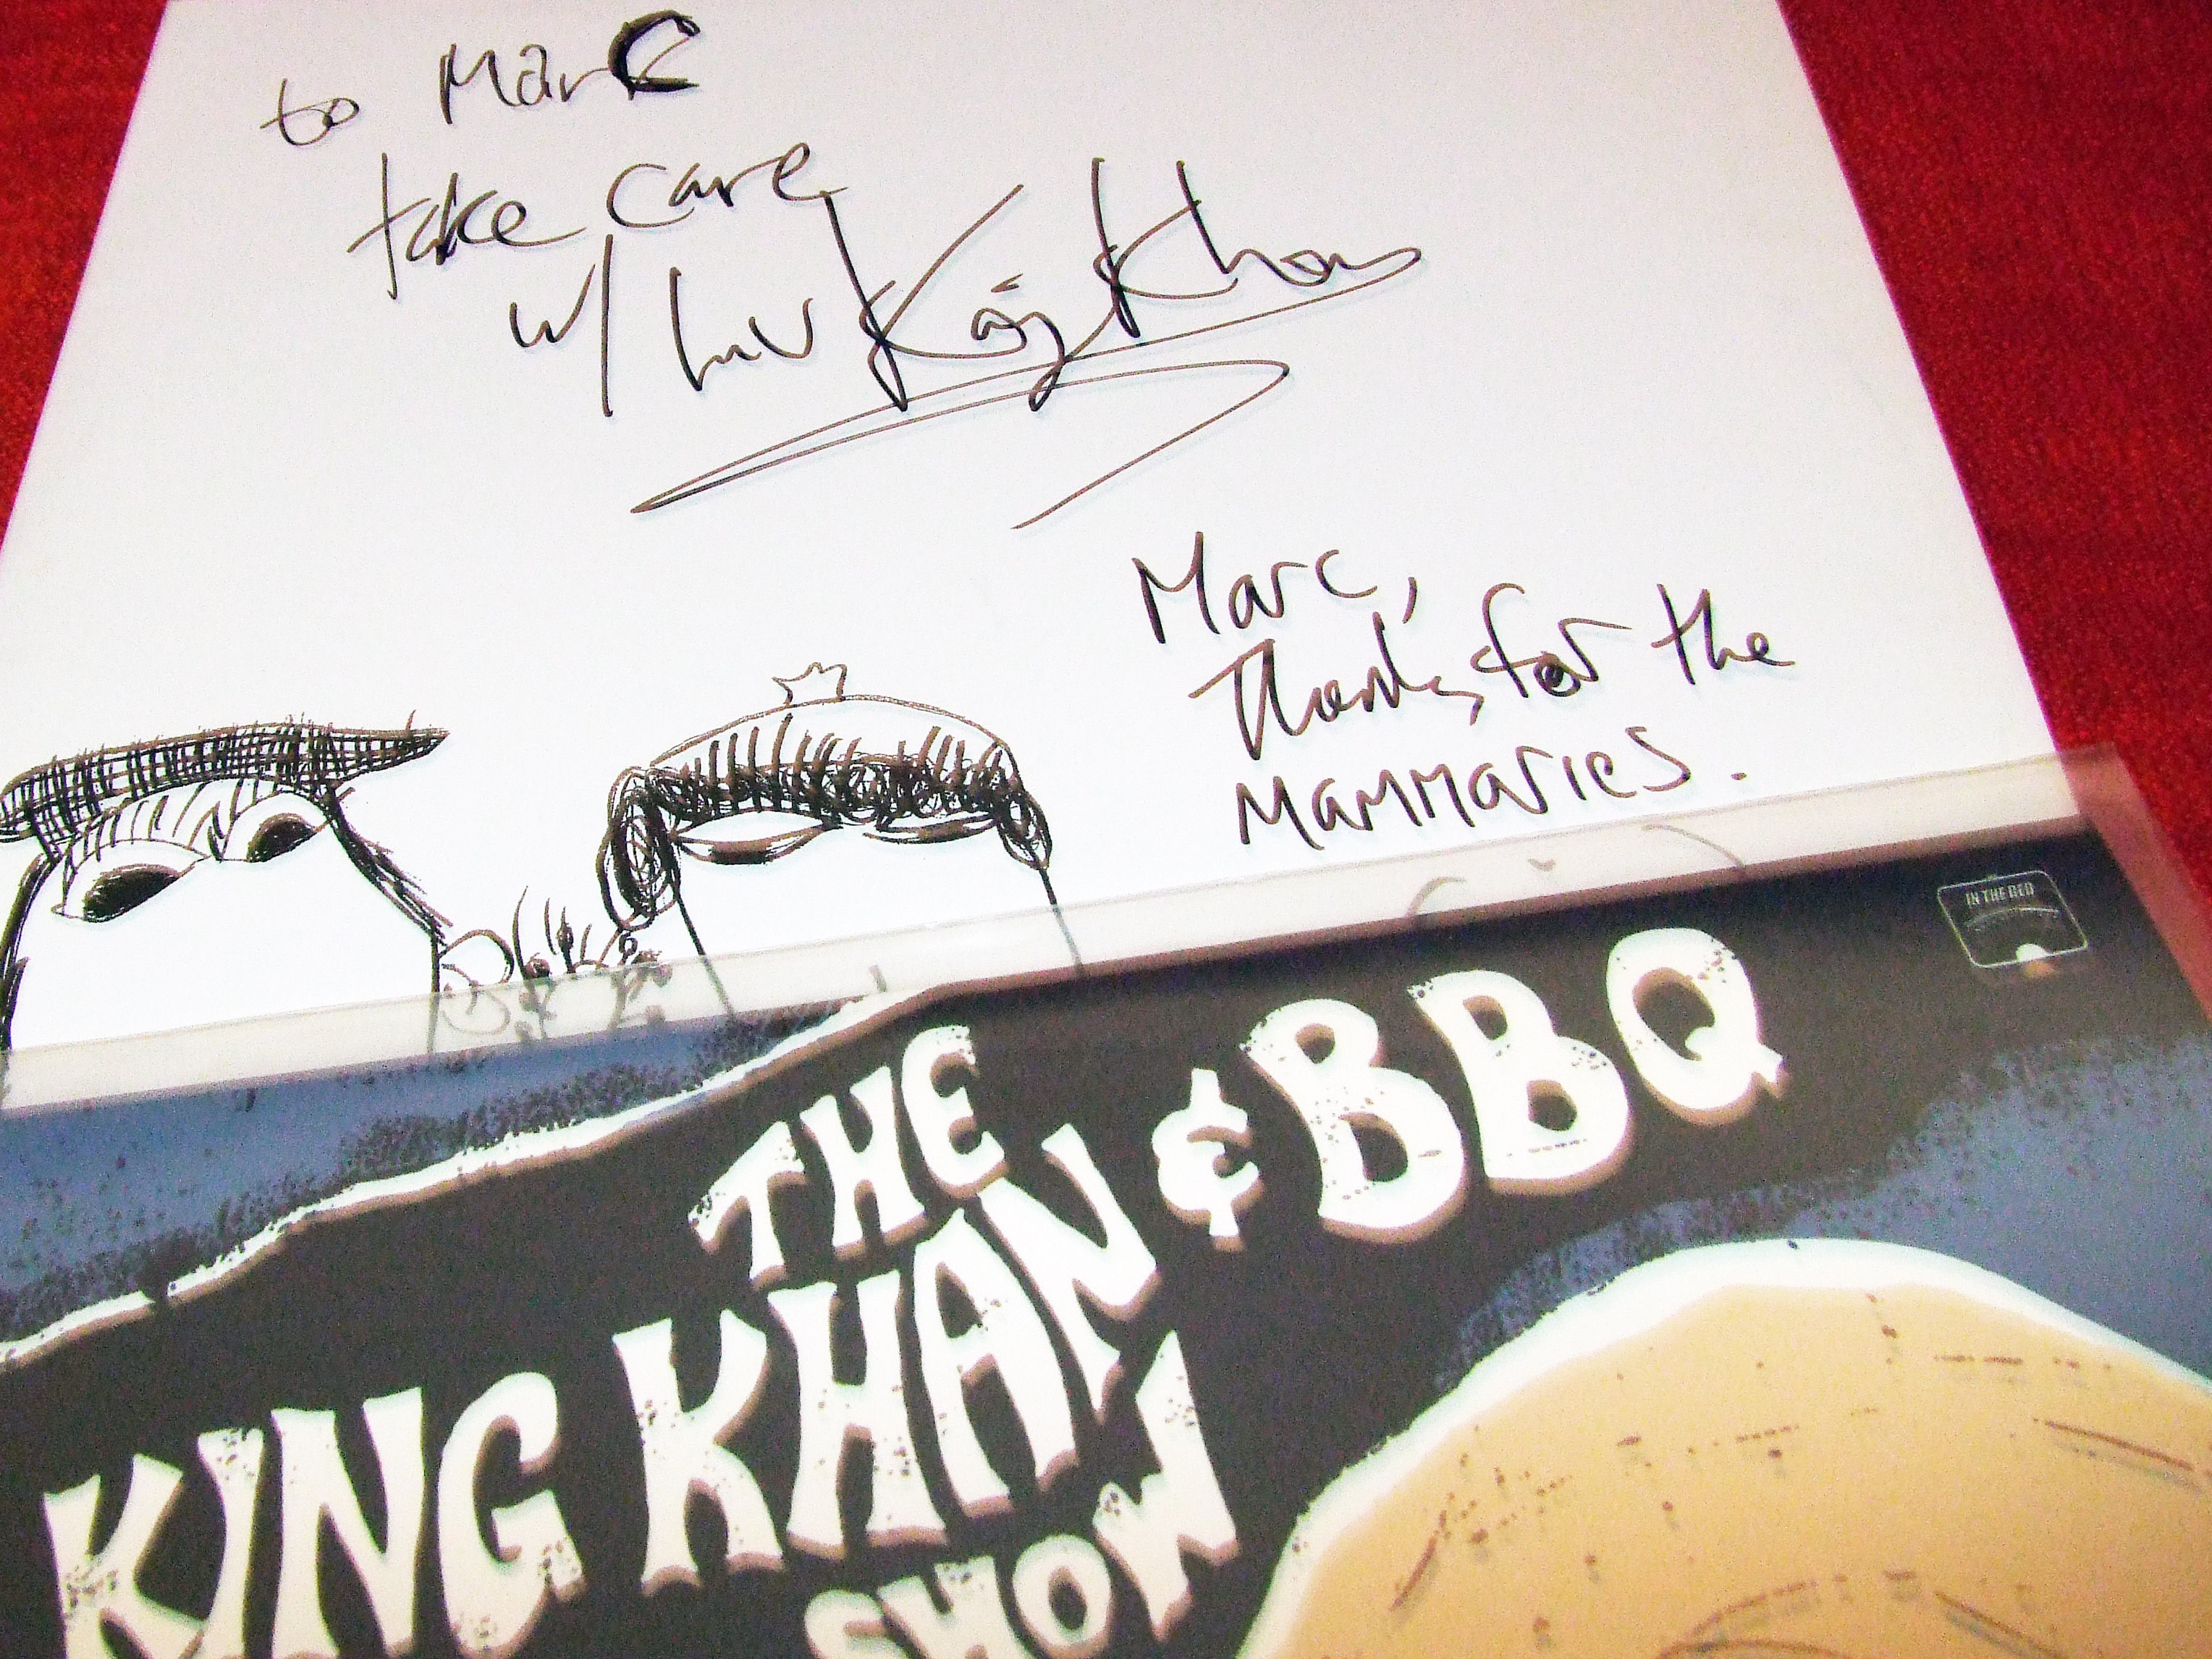 to Marc
take care
w/ Luv King Khan
Marc,
Thanks for the
Mammaries.
IN THE RED
THE
KING KHAN & BBQ
SHOW